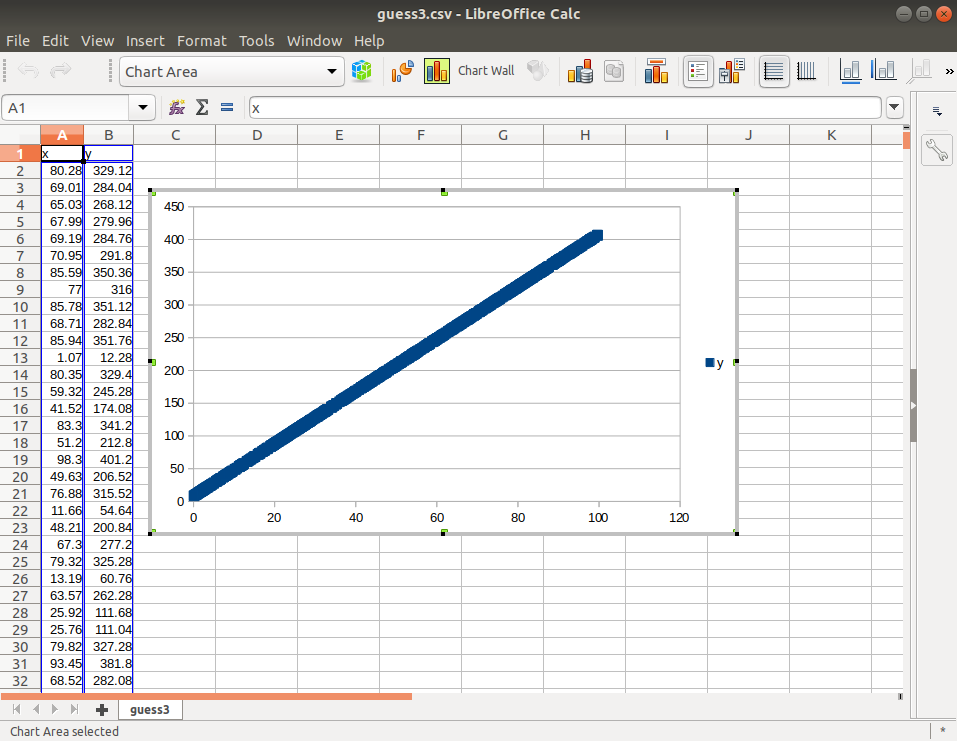 guess3.csv - LibreOffice Calc
File Edit View Insert Format Tools Window Help
Chart Area
Chart Wall
A1
x
A B C D E F G H I J K
1 x y
2 80.28 329.12
3 69.01 284.04
4 65.03 268.12
5 67.99 279.96
6 69.19 284.76
7 70.95 291.8
8 85.59 350.36
9 77 316
10 85.78 351.12
11 68.71 282.84
12 85.94 351.76
13 1.07 12.28
14 80.35 329.4
15 59.32 245.28
16 41.52 174.08
17 83.3 341.2
18 51.2 212.8
19 98.3 401.2
20 49.63 206.52
21 76.88 315.52
22 11.66 54.64
23 48.21 200.84
24 67.3 277.2
25 79.32 325.28
26 13.19 60.76
27 63.57 262.28
28 25.92 111.68
29 25.76 111.04
30 79.82 327.28
31 93.45 381.8
32 68.52 282.08
450
400
350
300
250
200
150
100
50
0
0 20 40 60 80 100 120
y
guess3
Chart Area selected
*